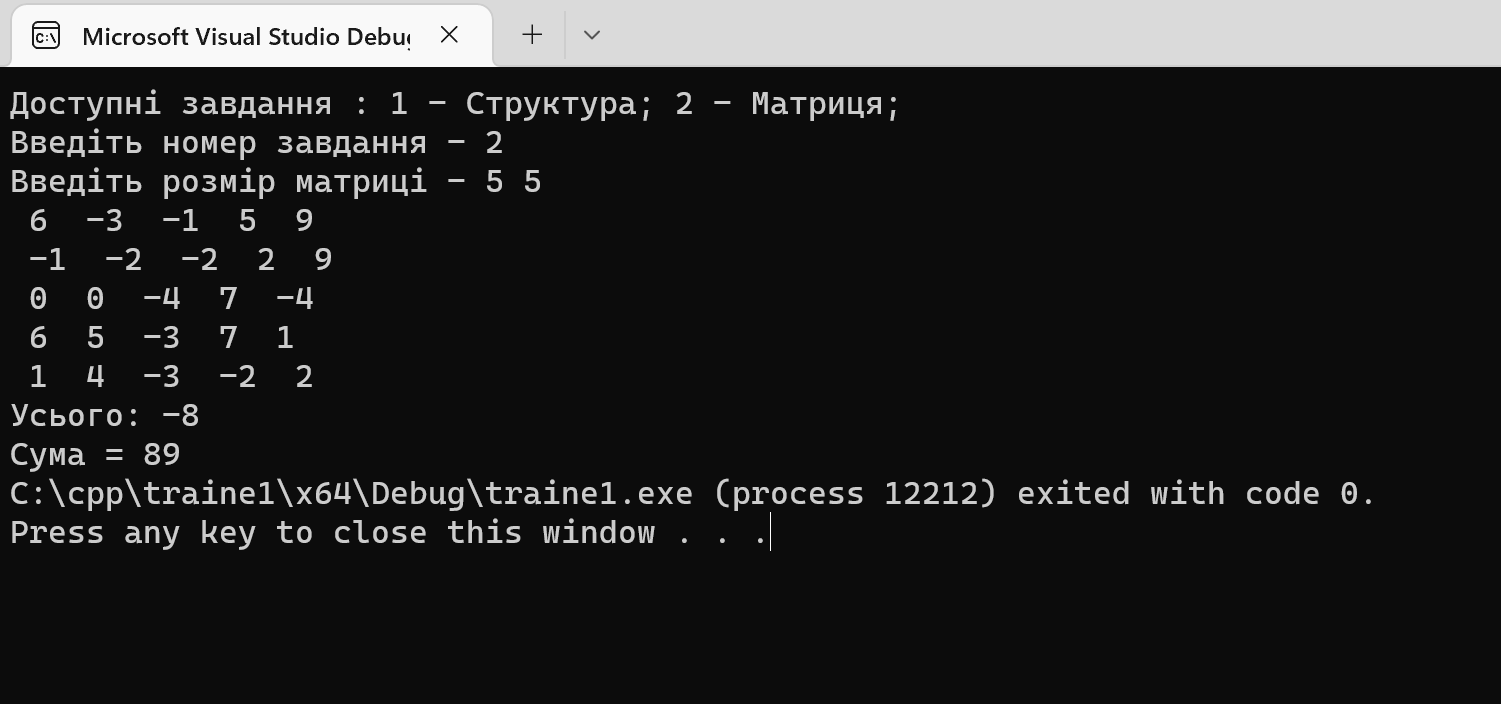 Microsoft Visual Studio Debug
Доступні завдання : 1 - Структура; 2 - Матриця;
Введіть номер завдання - 2
Введіть розмір матриці - 5 5
6 -3 -1 5 9
-1 -2 -2 2 9
0 0 -4 7 -4
6 5 -3 7 1
1 4 -3 -2 2
Усього: -8
Сума = 89
C:\cpp\traine1\x64\Debug\traine1.exe (process 12212) exited with code 0.
Press any key to close this window . . .